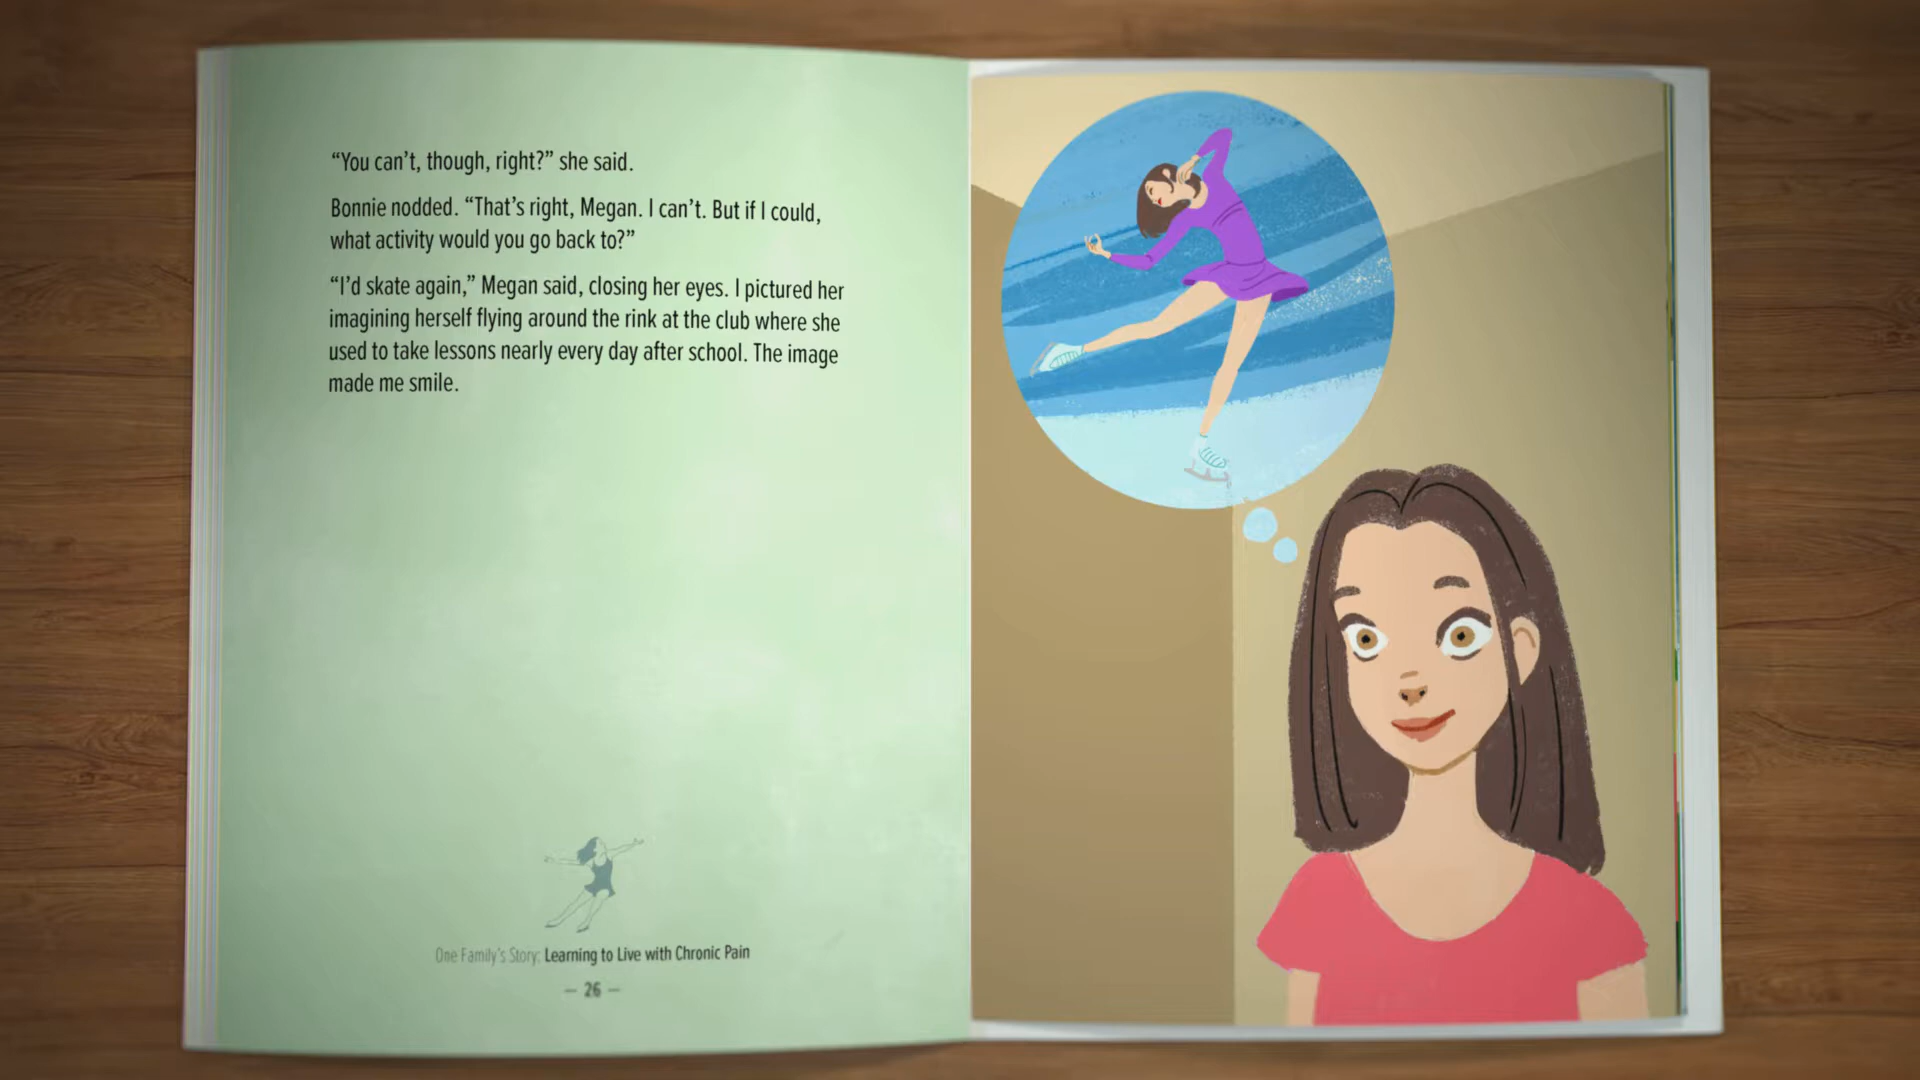 “You can’t, though, right?” she said.
Bonnie nodded. “That’s right, Megan. I can’t. But if I could,
what activity would you go back to?”
“I’d skate again,” Megan said, closing her eyes. I pictured her
imagining herself flying around the rink at the club where she
used to take lessons nearly every day after school. The image
made me smile.
One Family’s Story: Learning to Live with Chronic Pain
— 26 —